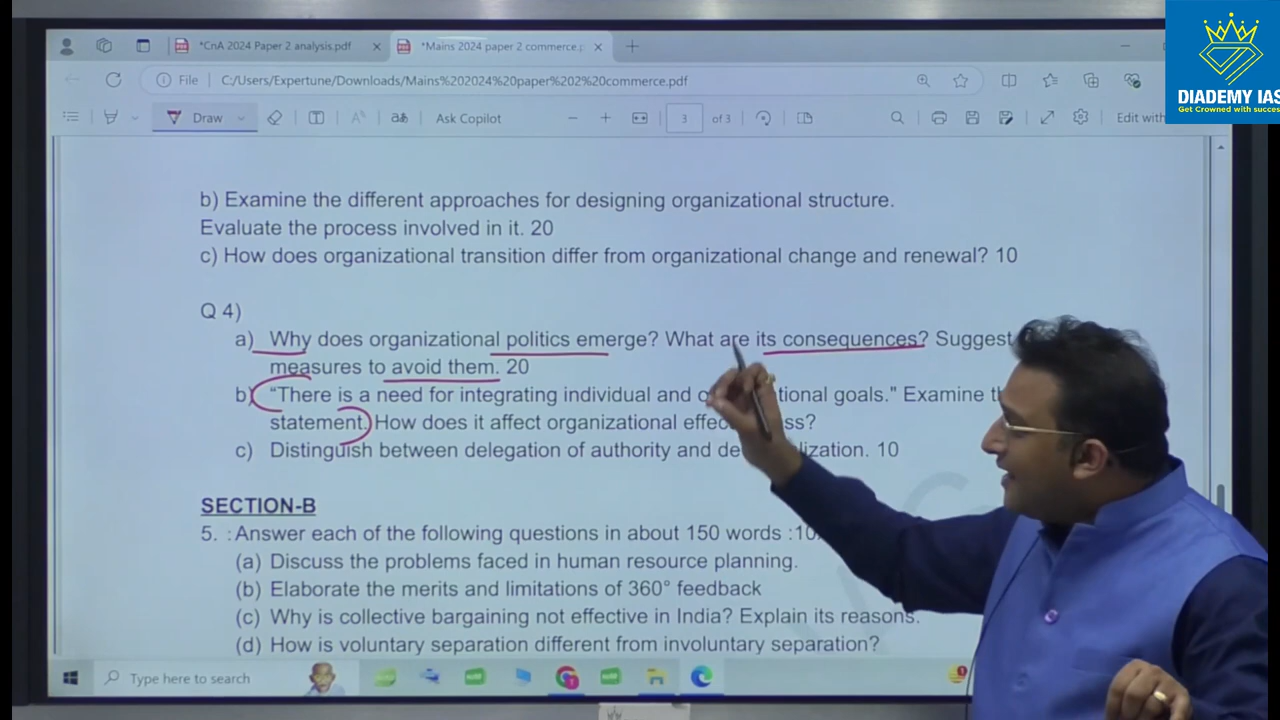 *CnA 2024 Paper 2 analysis.pdf
*Mains 2024 paper 2 commerce.p
File
C:/Users/Expertune/Downloads/Mains%202024%20paper%202%20commerce.pdf
DIADEMY IAS
Get Crowned with success
Draw
Ask Copilot
3 of 3
Edit with
b) Examine the different approaches for designing organizational structure.
Evaluate the process involved in it. 20
c) How does organizational transition differ from organizational change and renewal? 10
Q 4)
a) Why does organizational politics emerge? What are its consequences? Suggest
measures to avoid them. 20
b) “There is a need for integrating individual and tional goals." Examine
statement. How does it affect organizational
c) Distinguish between delegation of authority and 10
SECTION-B
5. : Answer each of the following questions in about 150 words :10
(a) Discuss the problems faced in human resource planning.
(b) Elaborate the merits and limitations of 360° feedback
(c) Why is collective bargaining not effective in India? Explain its reasons.
(d) How is voluntary separation different from involuntary separation?
Type here to search